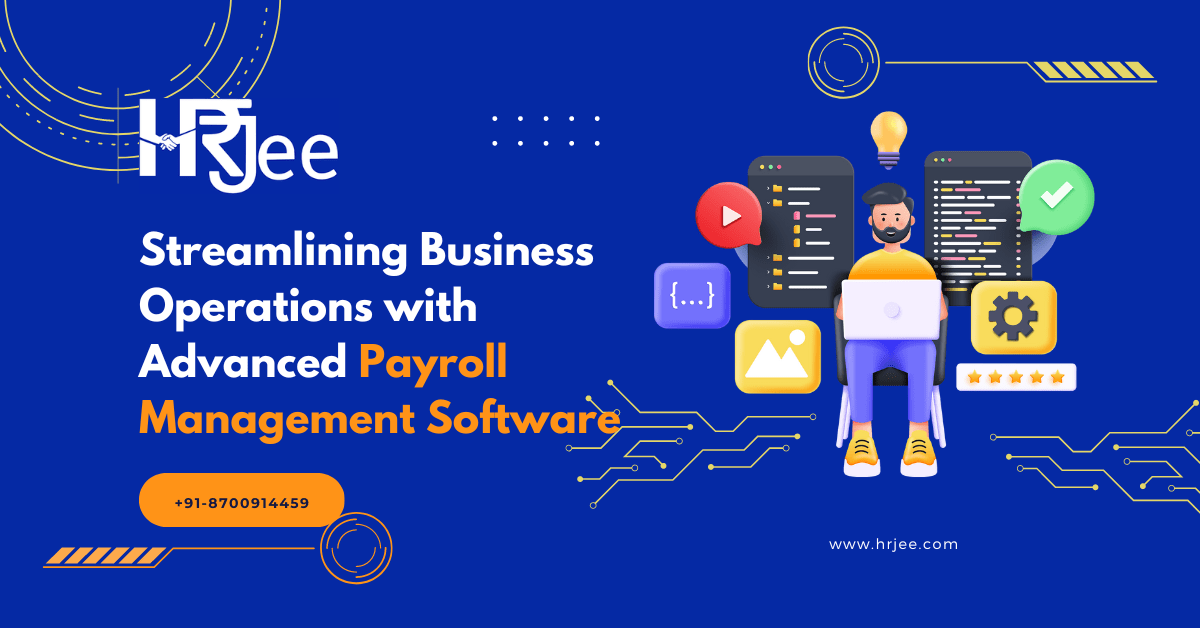 HRJee
Streamlining Business
Operations with
Advanced Payroll
Management Software
+91-8700914459
{...}
www.hrjee.com